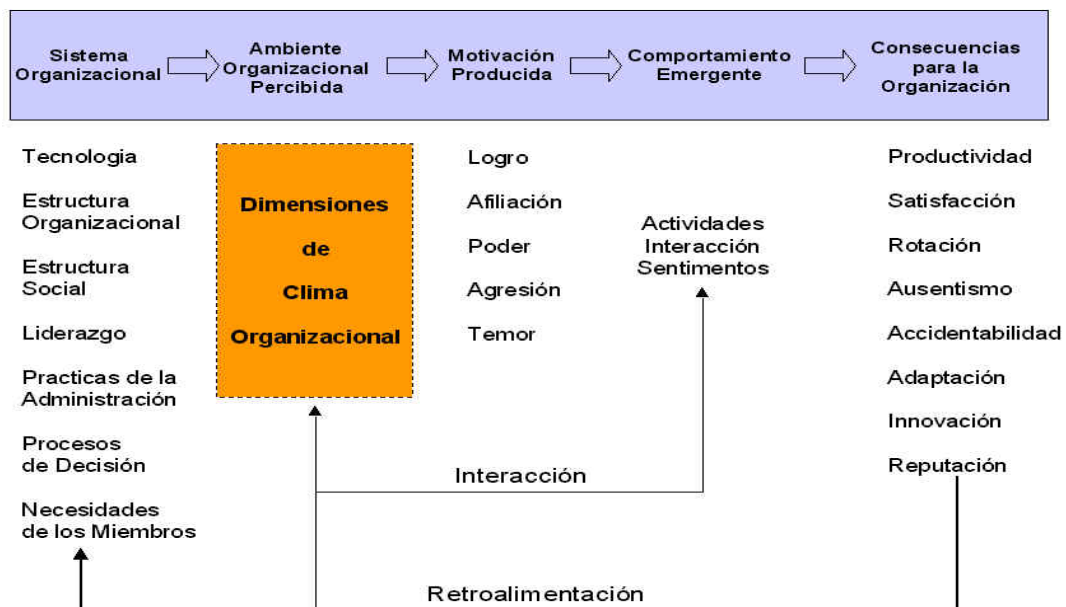 Sistema
Organizacional
Ambiente
Organizacional
Percibida
Motivación
Producida
Comportamiento
Emergente
Consecuencias
para la
Organización
Tecnologia
Estructura
Organizacional
Estructura
Social
Liderazgo
Practicas de la
Administración
Procesos
de Decisión
Necesidades
de los Miembros
Dimensiones
de
Clima
Organizacional
Logro
Afiliación
Poder
Agresión
Temor
Actividades
Interacción
Sentimentos
Productividad
Satisfacción
Rotación
Ausentismo
Accidentabilidad
Adaptación
Innovación
Reputación
Interacción
Retroalimentación